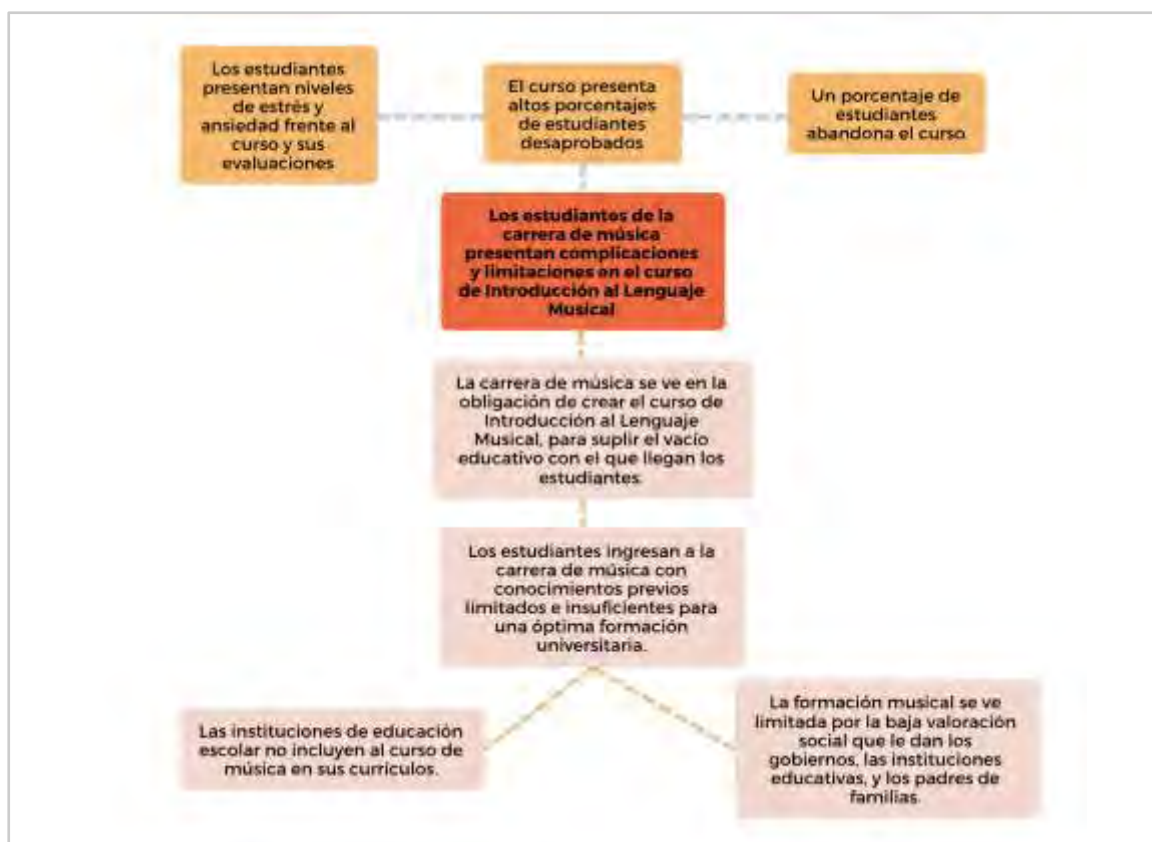 Los estudiantes
presentan niveles
de estrés y
ansiedad frente al
curso y sus
evaluaciones
El curso presenta
altos porcentajes
de estudiantes
desaprobados
Un porcentaje de
estudiantes
abandona el curso
Los estudiantes de la
carrera de música
presentan complicaciones
y limitaciones en el curso
de Introducción al Lenguaje
Musical
La carrera de música se ve en la
obligación de crear el curso de
Introducción al Lenguaje
Musical, para suplir el vacío
educativo con el que llegan los
estudiantes.
Los estudiantes ingresan a la
carrera de música con
conocimientos previos
limitados e insuficientes para
una óptima formación
universitaria.
Las instituciones de educación
escolar no incluyen al curso de
música en sus currículos.
La formación musical se ve
limitada por la baja valoración
social que le dan los
gobiernos, las instituciones
educativas, y los padres de
familias.